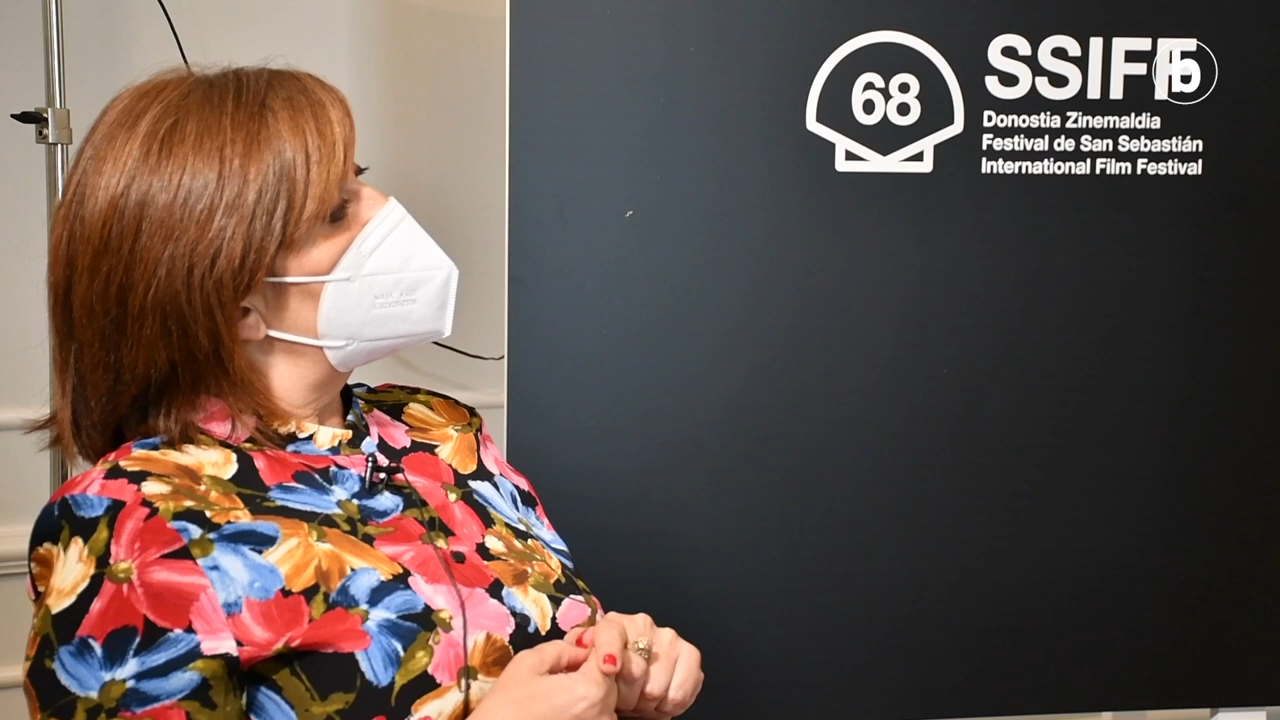 68
SSIFF
b
Donostia Zinemaldia
Festival de San Sebastián
International Film Festival